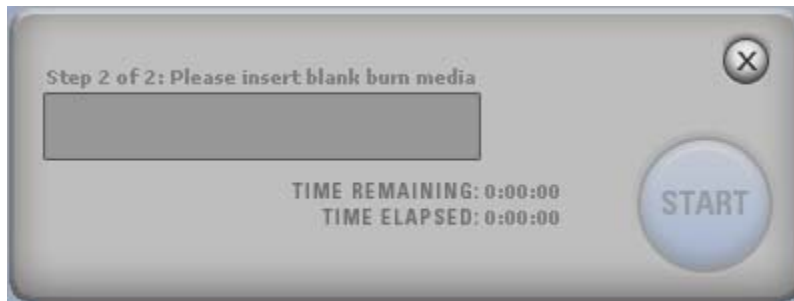 Step 2 of 2: Please insert blank burn media
TIME REMAINING: 0:00:00
TIME ELAPSED: 0:00:00
START